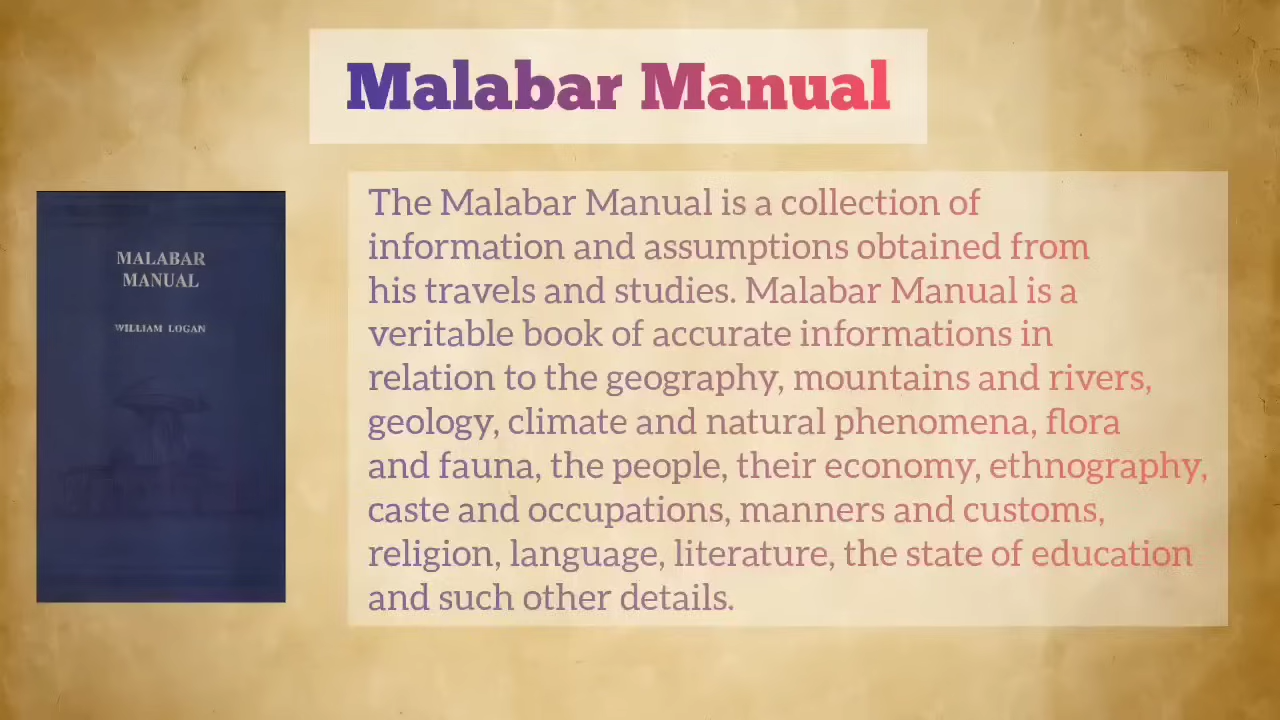 Malabar Manual
MALABAR
MANUAL
WILLIAM LOGAN
The Malabar Manual is a collection of
information and assumptions obtained from
his travels and studies. Malabar Manual is a
veritable book of accurate informations in
relation to the geography, mountains and rivers,
geology, climate and natural phenomena, flora
and fauna, the people, their economy, ethnography,
caste and occupations, manners and customs,
religion, language, literature, the state of education
and such other details.